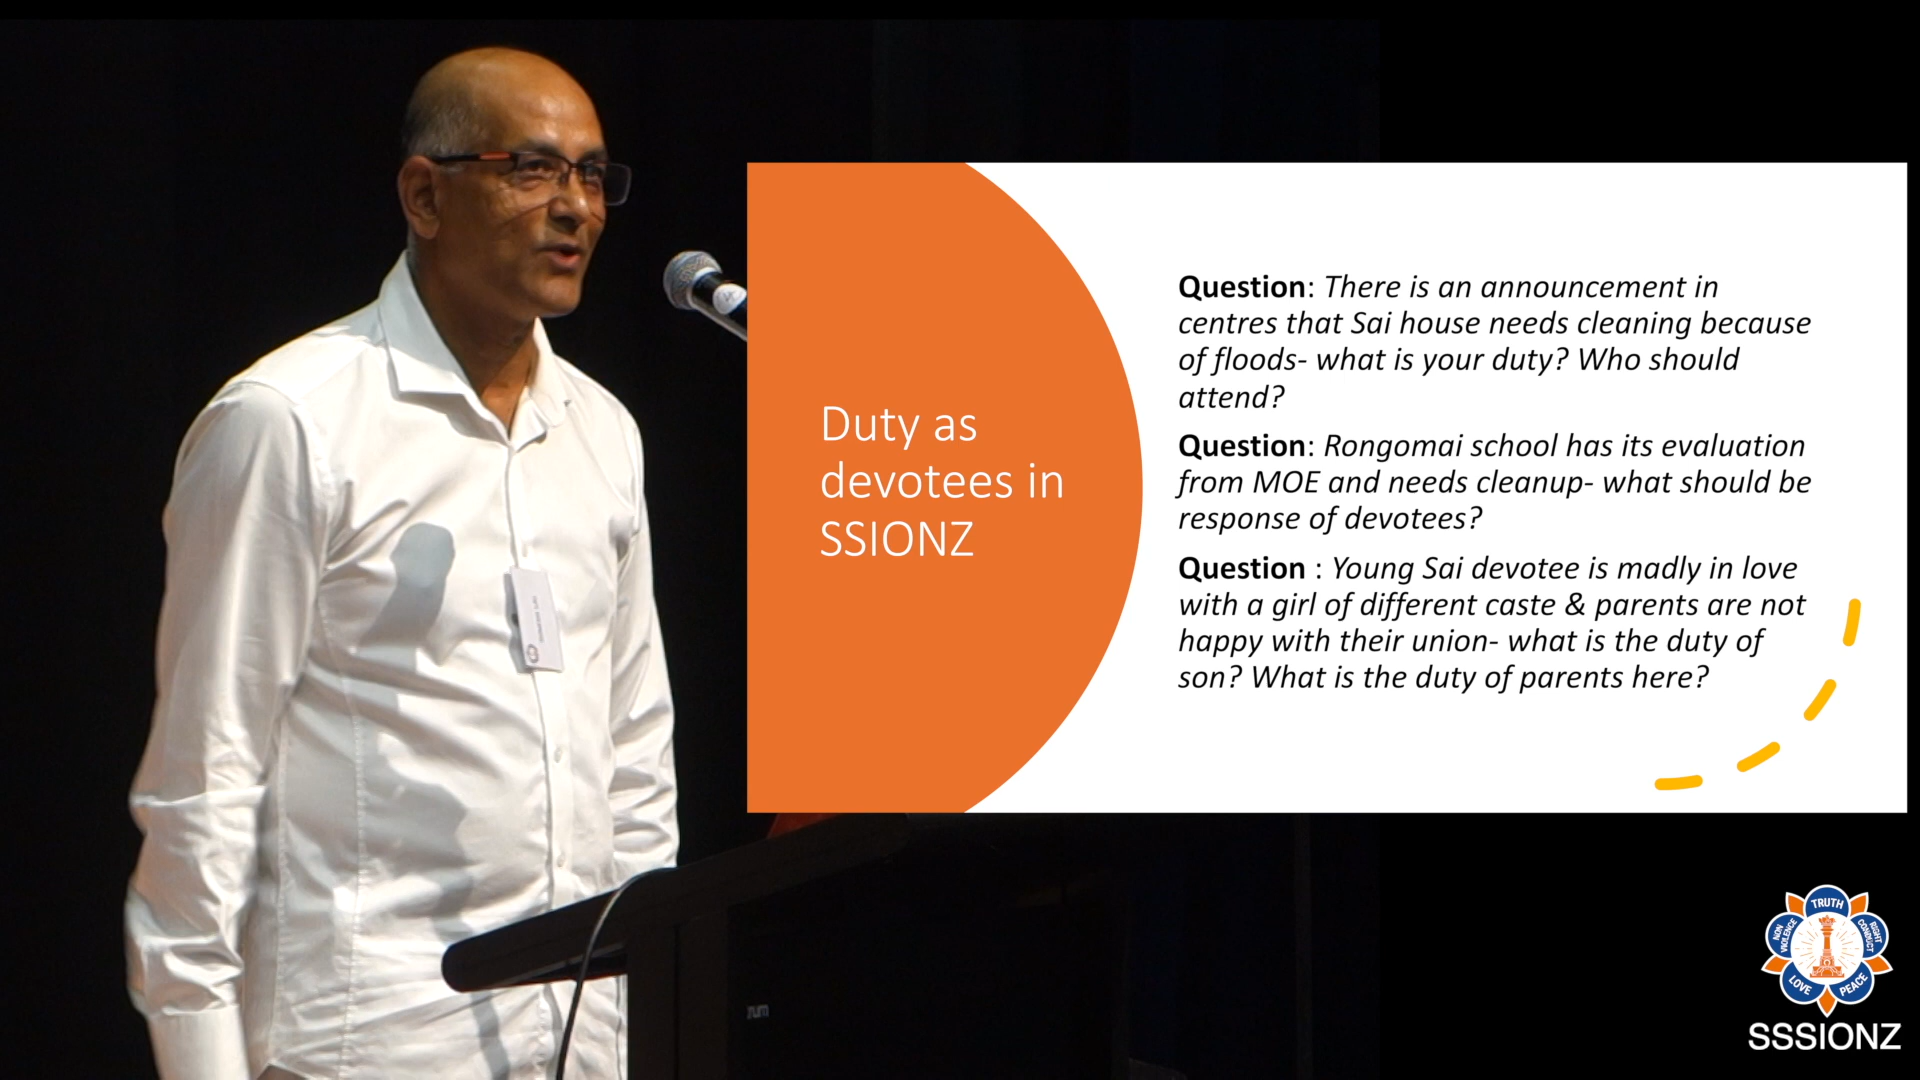 Duty as
devotees in
SSIONZ
Question: There is an announcement in
centres that Sai house needs cleaning because
of floods- what is your duty? Who should
attend?
Question: Rongomai school has its evaluation
from MOE and needs cleanup- what should be
response of devotees?
Question : Young Sai devotee is madly in love
with a girl of different caste & parents are not
happy with their union- what is the duty of
son? What is the duty of parents here?
TRUTH
RIGHT
CONDUCT
PEACE
LOVE
NON
VIOLENCE
SSSIONZ